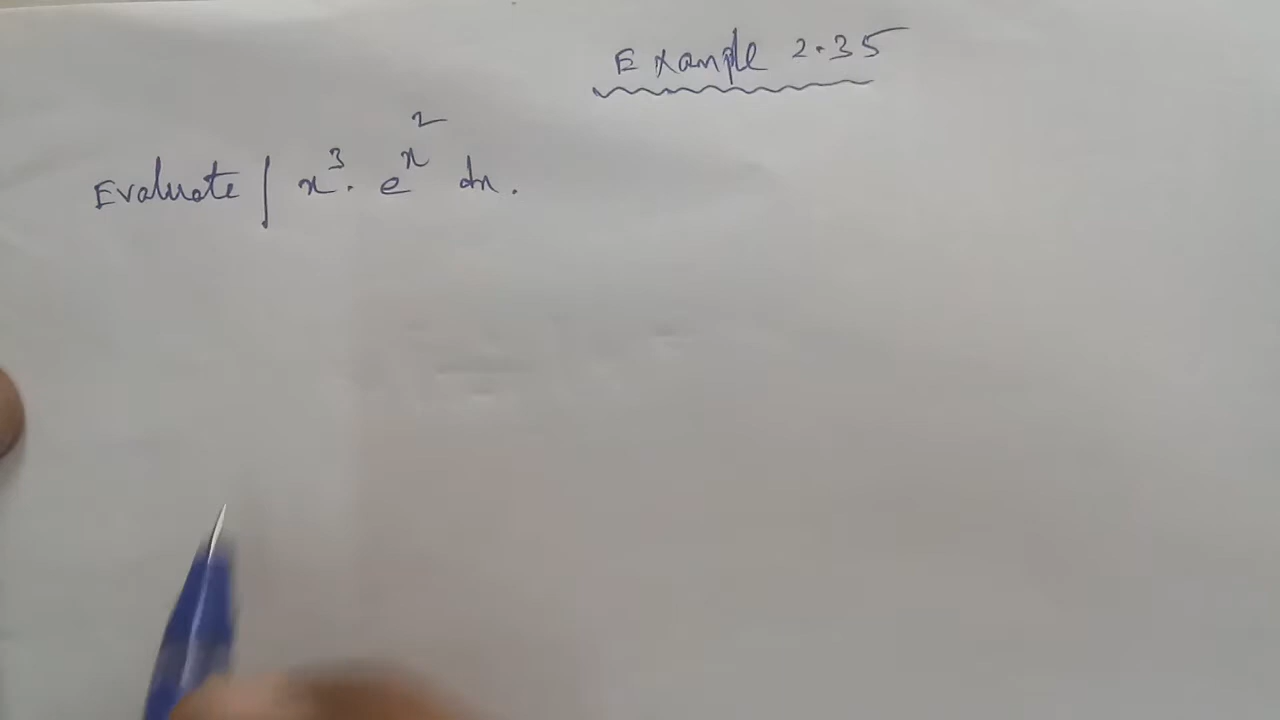 Example 2.35
Evaluate ∫ x³. e^x² dx.